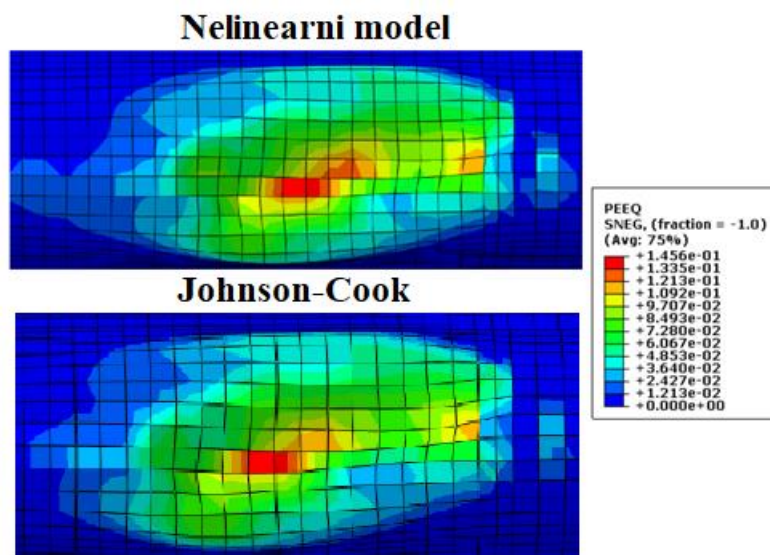 Nelinearni model
PEEQ
SNEG, (fraction = -1.0)
(Avg: 75%)
+1.456e-01
+1.335e-01
+1.213e-01
+1.092e-01
+9.707e-02
+8.493e-02
+7.280e-02
+6.067e-02
+4.853e-02
+3.640e-02
+2.427e-02
+1.213e-02
+0.000e+00
Johnson-Cook